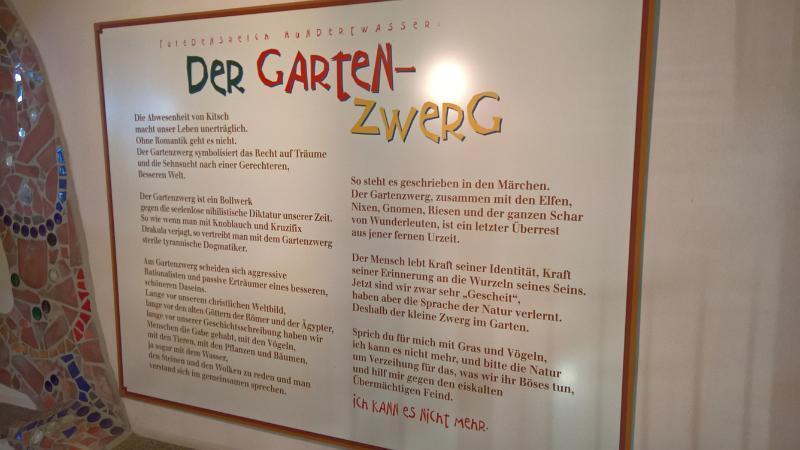 FRIEDENSREICH HUNDERTWASSER:
DER GARTEN-
ZWERG
Die Abwesenheit von Kitsch
macht unser Leben unerträglich.
Ohne Romantik geht es nicht.
Der Gartenzwerg symbolisiert das Recht auf Träume
und die Sehnsucht nach einer Gerechteren,
Besseren Welt.
Der Gartenzwerg ist ein Bollwerk
gegen die seelenlose nihilistische Diktatur unserer Zeit.
So wie wenn man mit Knoblauch und Kruzifix
Drakula verjagt, so vertreibt man mit dem Gartenzwerg
sterile tyrannische Dogmatiker.
Am Gartenzwerg scheiden sich aggressive
Rationalisten und passive Erträumer eines besseren,
schöneren Daseins.
Lange vor unserem christlichen Weltbild,
lange vor den alten Göttern der Römer und der Ägypter,
lange vor unserer Geschichtsschreibung haben wir
Menschen die Gabe gehabt, mit den Vögeln,
mit den Tieren, mit den Pflanzen und Bäumen,
ja sogar mit dem Wasser,
den Steinen und den Wolken zu reden und man
verstand sich im gemeinsamen sprechen.
So steht es geschrieben in den Märchen.
Der Gartenzwerg, zusammen mit den Elfen,
Nixen, Gnomen, Riesen und der ganzen Schar
von Wunderleuten, ist ein letzter Überrest
aus jener fernen Urzeit.
Der Mensch lebt Kraft seiner Identität, Kraft
seiner Erinnerung an die Wurzeln seines Seins.
Jetzt sind wir zwar sehr „Gescheit“,
haben aber die Sprache der Natur verlernt.
Deshalb der kleine Zwerg im Garten.
Sprich du für mich mit Gras und Vögeln,
ich kann es nicht mehr, und bitte die Natur
um Verzeihung für das, was wir ihr Böses tun,
und hilf mir gegen den eiskalten
Übermächtigen Feind.
ich KANN es NicHt MeHR.